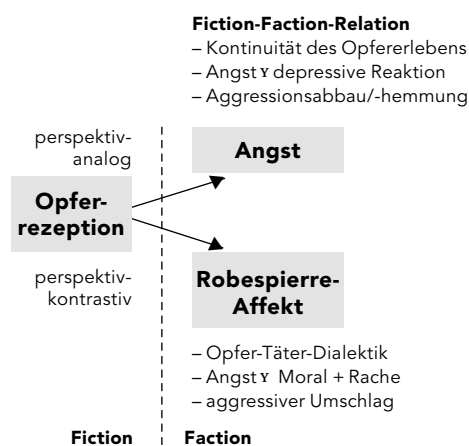 Fiction-Faction-Relation
– Kontinuität des Opfererlebens
– Angst ʏ depressive Reaktion
– Aggressionsabbau/-hemmung
perspektiv-
analog
Angst
Opfer-
rezeption
perspektiv-
kontrastiv
Robespierre-
Affekt
– Opfer-Täter-Dialektik
– Angst ʏ Moral + Rache
– aggressiver Umschlag
Fiction
Faction